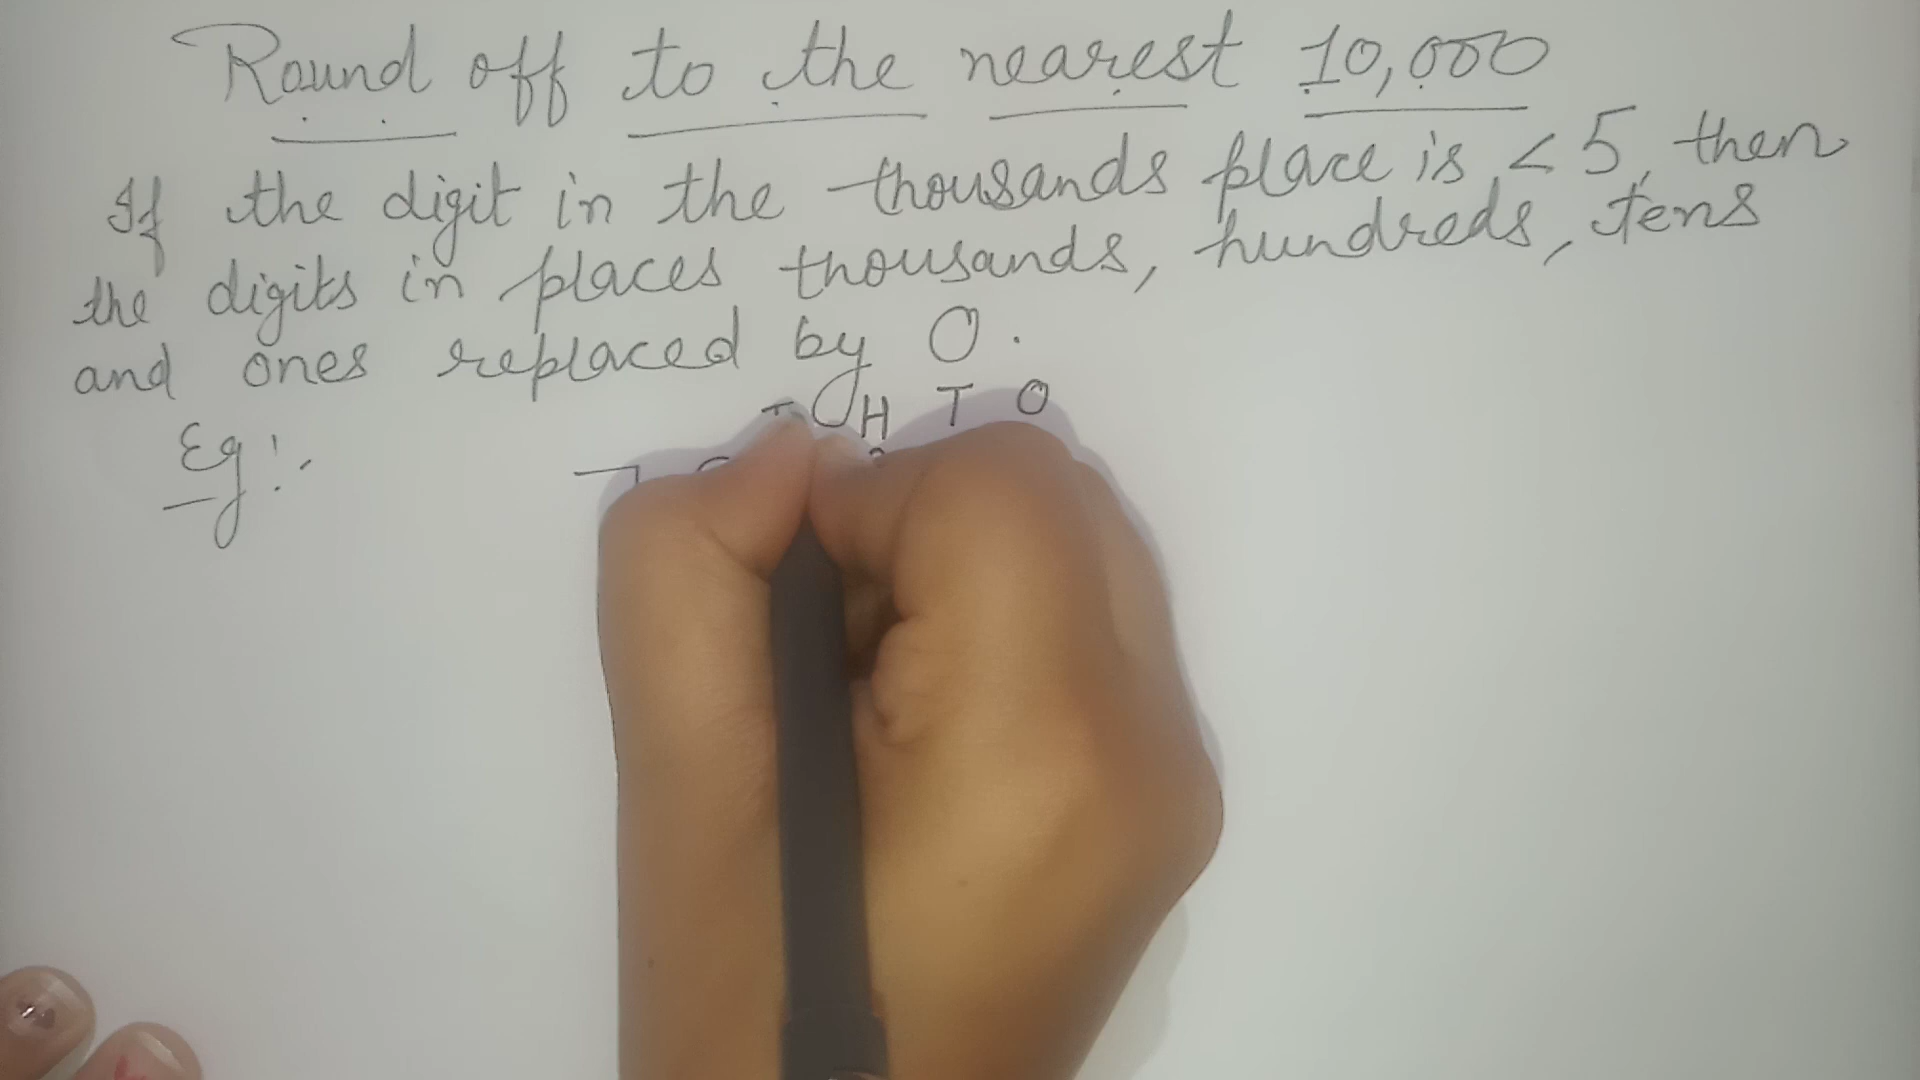 Round off to the nearest 10,000
If the digit in the thousands place is < 5, then
the digits in places thousands, hundreds, tens
and ones replaced by 0.
T H T O
Eg:-